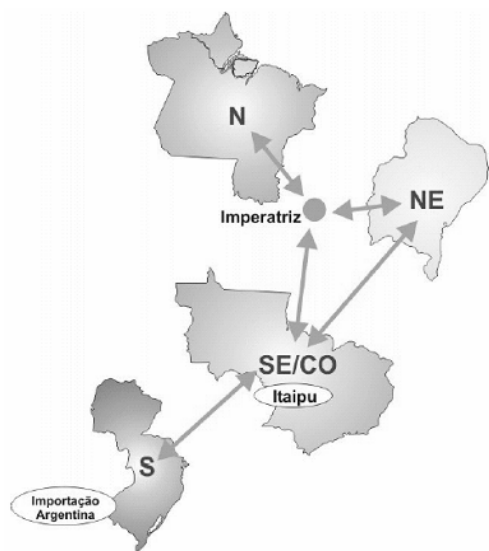 N
NE
Imperatriz
SE/CO
Itaipu
S
Importação
Argentina